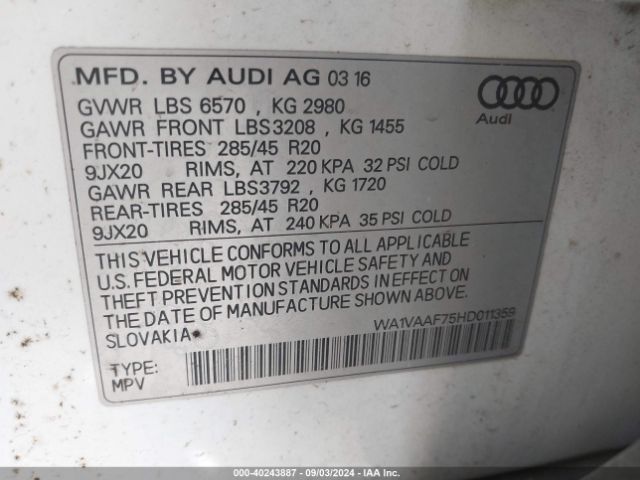 MFD. BY AUDI AG 03 16
Audi
GVWR LBS 6570 , KG 2980
GAWR FRONT LBS3208 , KG 1455
FRONT-TIRES 285/45 R20
9JX20 RIMS, AT 220 KPA 32 PSI COLD
GAWR REAR LBS3792 , KG 1720
REAR-TIRES 285/45 R20
9JX20 RIMS, AT 240 KPA 35 PSI COLD
THIS VEHICLE CONFORMS TO ALL APPLICABLE
U.S. FEDERAL MOTOR VEHICLE SAFETY AND
THEFT PREVENTION STANDARDS IN EFFECT ON
THE DATE OF MANUFACTURE SHOWN ABOVE.
SLOVAKIA
WA1VAAF75HD011359
TYPE:
MPV
000-40243887 - 09/03/2024 - IAA Inc.